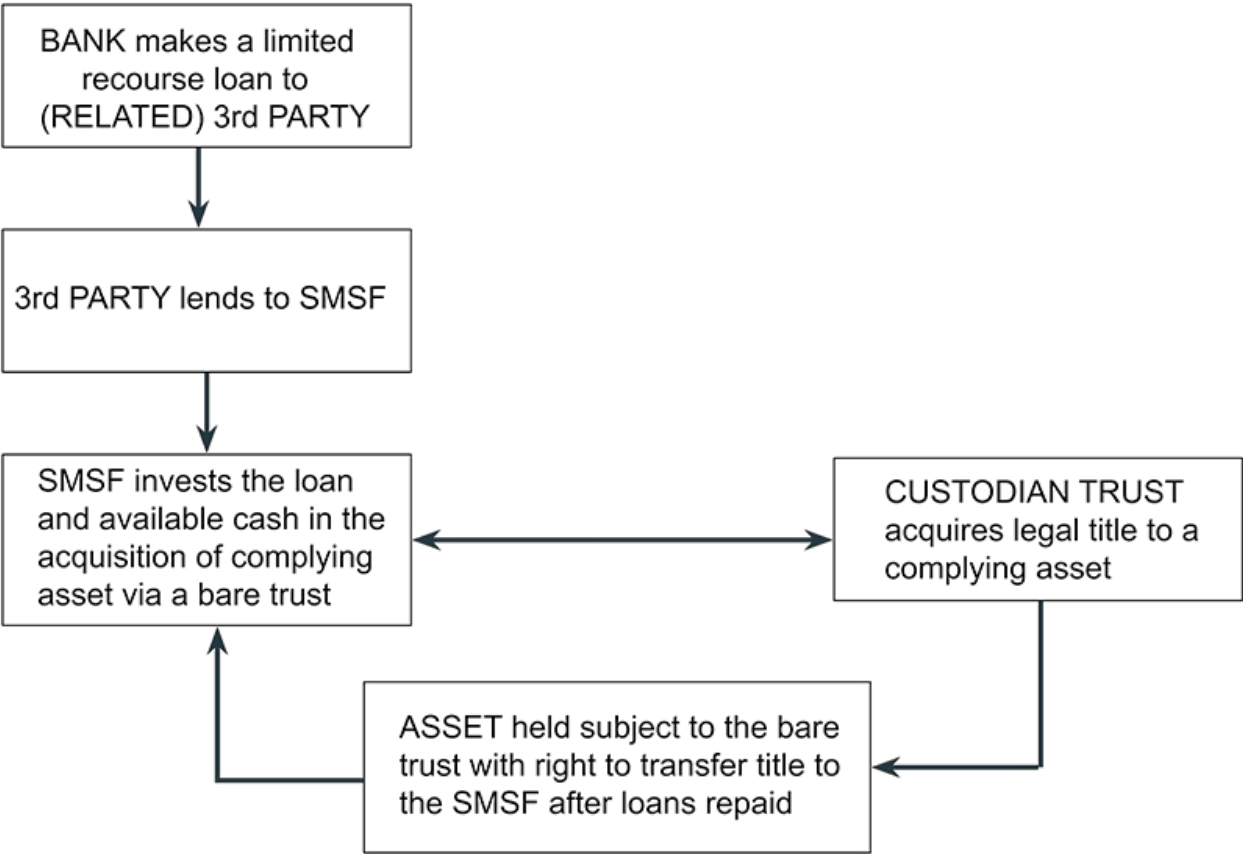 BANK makes a limited
recourse loan to
(RELATED) 3rd PARTY
3rd PARTY lends to SMSF
SMSF invests the loan
and available cash in the
acquisition of complying
asset via a bare trust
CUSTODIAN TRUST
acquires legal title to a
complying asset
ASSET held subject to the bare
trust with right to transfer title to
the SMSF after loans repaid